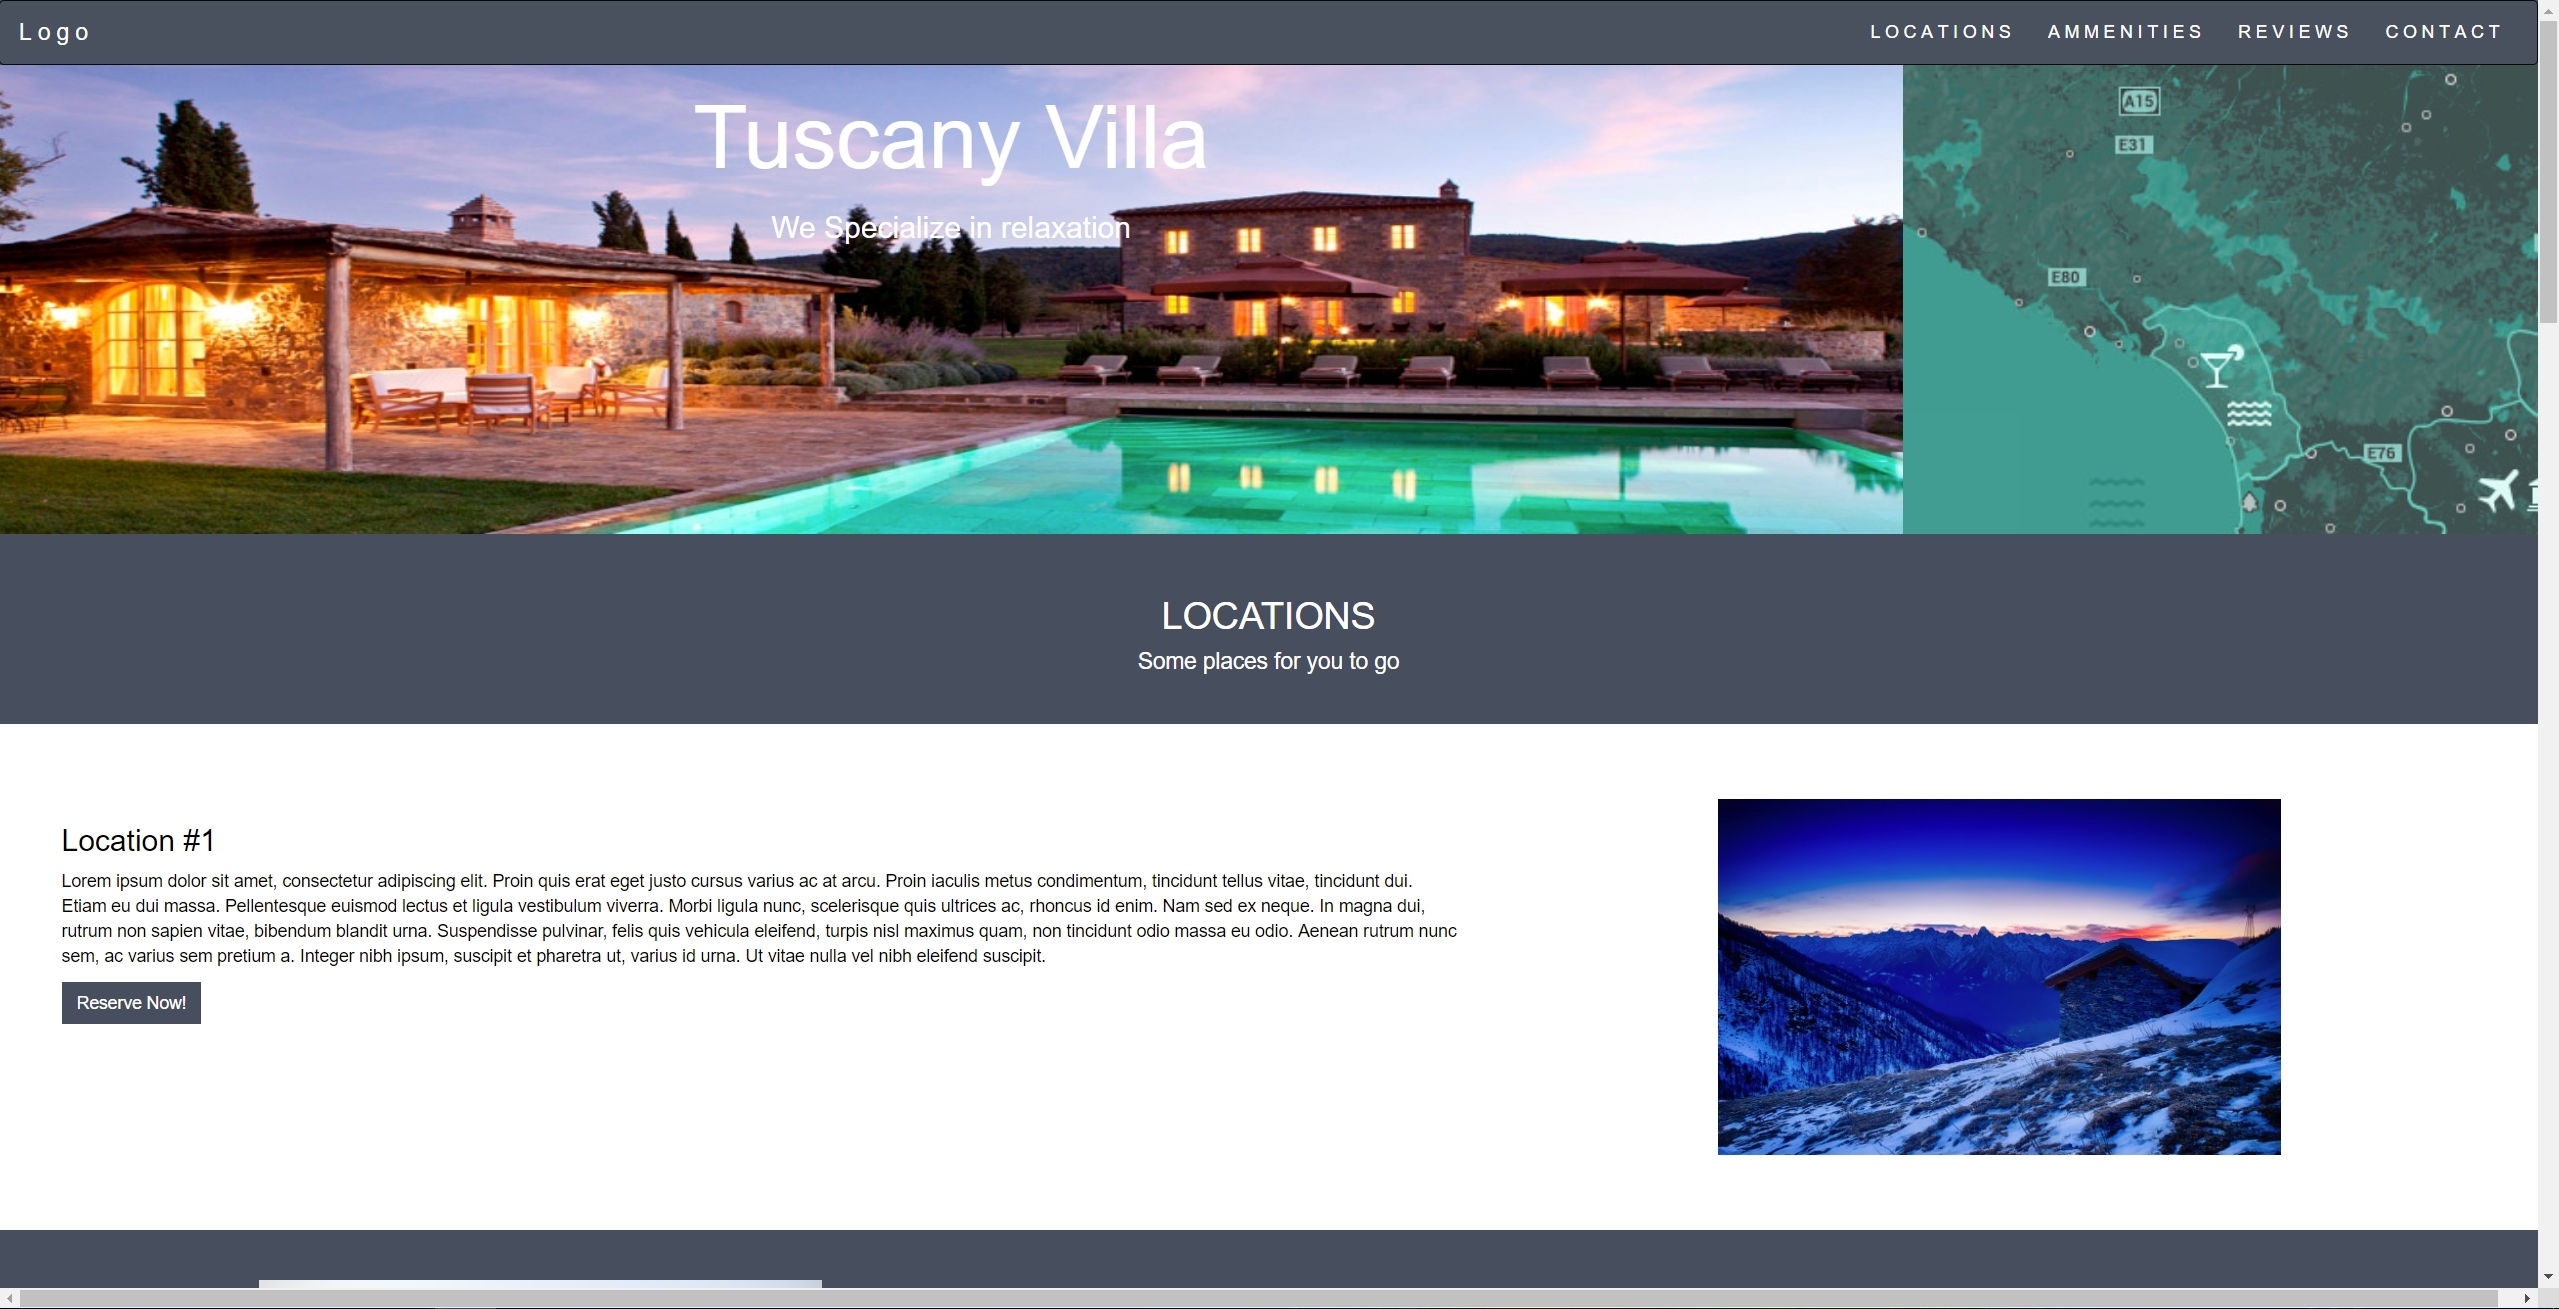 Logo
LOCATIONS AMMENITIES REVIEWS CONTACT
Tuscany Villa
We Specialize in relaxation
A15
E31
E80
E76
LOCATIONS
Some places for you to go
Location #1
Lorem ipsum dolor sit amet, consectetur adipiscing elit. Proin quis erat eget justo cursus varius ac at arcu. Proin iaculis metus condimentum, tincidunt tellus vitae, tincidunt dui.
Etiam eu dui massa. Pellentesque euismod lectus et ligula vestibulum viverra. Morbi ligula nunc, scelerisque quis ultrices ac, rhoncus id enim. Nam sed ex neque. In magna dui,
rutrum non sapien vitae, bibendum blandit urna. Suspendisse pulvinar, felis quis vehicula eleifend, turpis nisl maximus quam, non tincidunt odio massa eu odio. Aenean rutrum nunc
sem, ac varius sem pretium a. Integer nibh ipsum, suscipit et pharetra ut, varius id urna. Ut vitae nulla vel nibh eleifend suscipit.
Reserve Now!